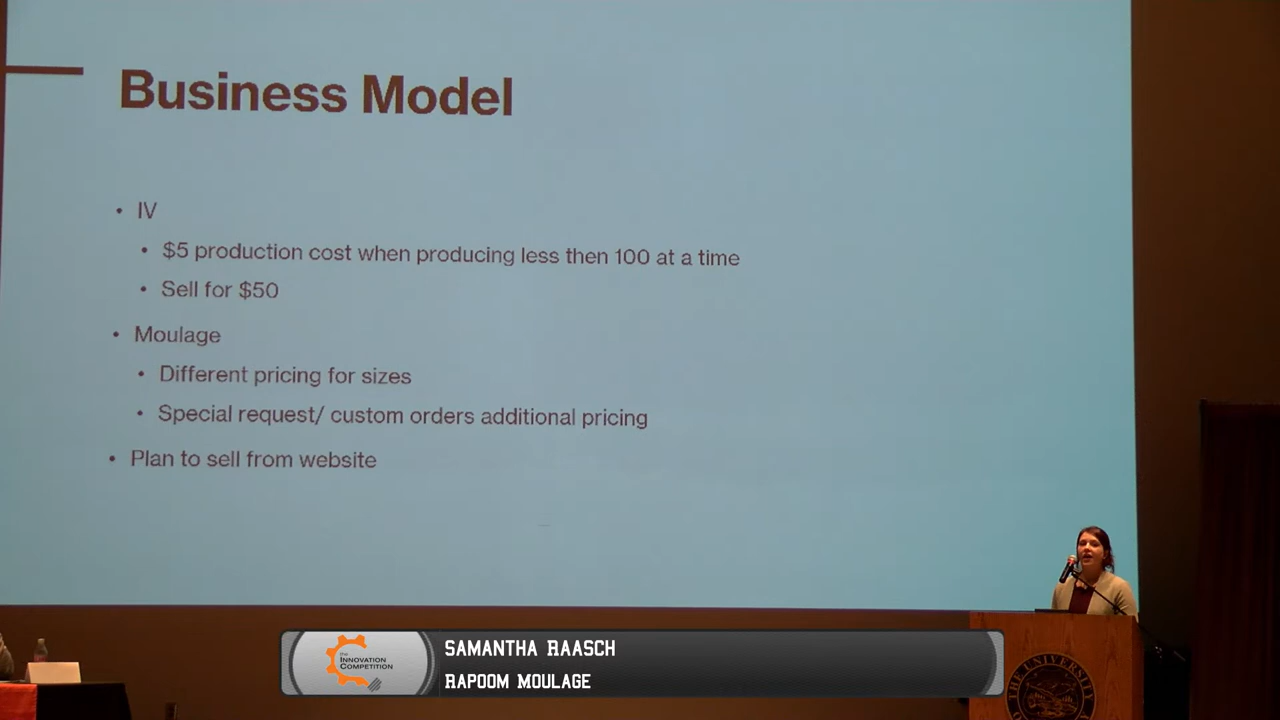 Business Model
• IV
• $5 production cost when producing less then 100 at a time
• Sell for $50
• Moulage
• Different pricing for sizes
• Special request/ custom orders additional pricing
• Plan to sell from website
the
INNOVATION
COMPETITION
SAMANTHA RAASCH
RAPOOM MOULAGE
THE UNIVERSITY